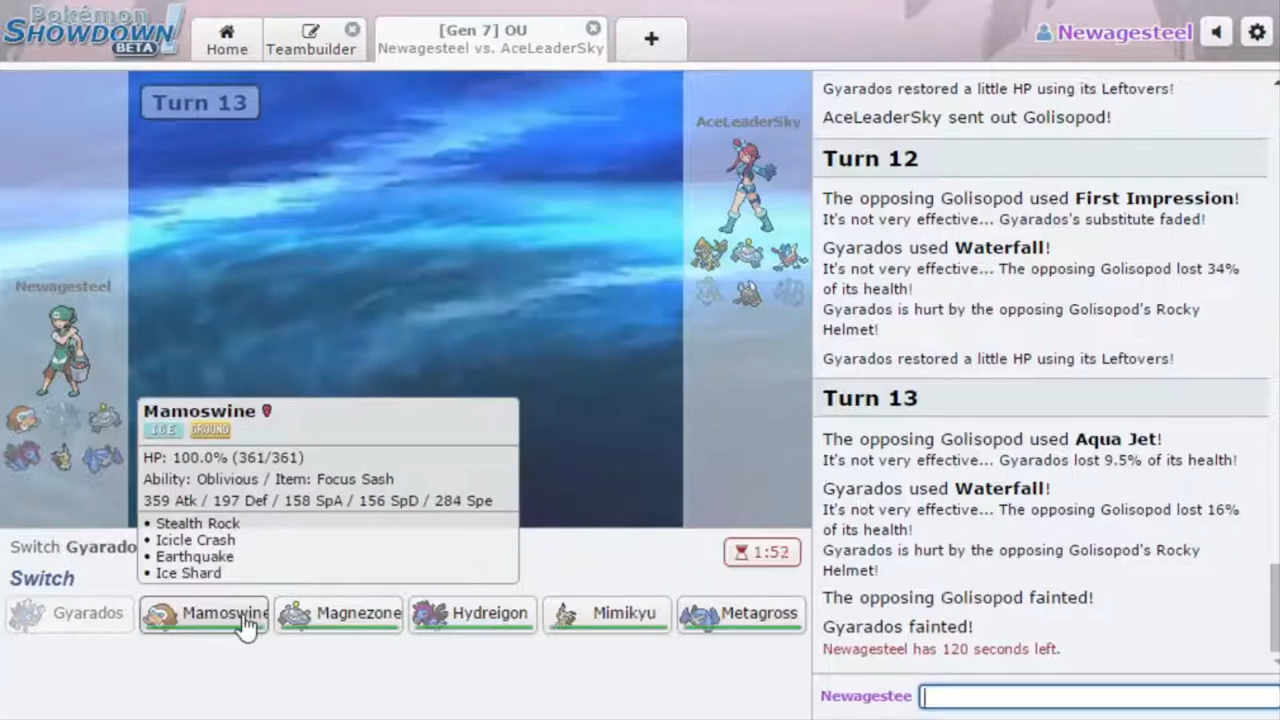 Pokémon
SHOWDOWN!
BETA
Home
Teambuilder
[Gen 7] OU
Newagesteel vs. AceLeaderSky
+
Newagesteel
Turn 13
AceLeaderSky
Newagesteel
Mamoswine
ICE GROUND
HP: 100.0% (361/361)
Ability: Oblivious / Item: Focus Sash
359 Atk / 197 Def / 158 SpA / 156 SpD / 284 Spe
• Stealth Rock
• Icicle Crash
• Earthquake
• Ice Shard
Switch Gyarado
1:52
Switch
Gyarados
Mamoswine
Magnezone
Hydreigon
Mimikyu
Metagross
Gyarados restored a little HP using its Leftovers!
AceLeaderSky sent out Golisopod!
Turn 12
The opposing Golisopod used First Impression!
It's not very effective... Gyarados's substitute faded!
Gyarados used Waterfall!
It's not very effective... The opposing Golisopod lost 34%
of its health!
Gyarados is hurt by the opposing Golisopod's Rocky
Helmet!
Gyarados restored a little HP using its Leftovers!
Turn 13
The opposing Golisopod used Aqua Jet!
It's not very effective... Gyarados lost 9.5% of its health!
Gyarados used Waterfall!
It's not very effective... The opposing Golisopod lost 16%
of its health!
Gyarados is hurt by the opposing Golisopod's Rocky
Helmet!
The opposing Golisopod fainted!
Gyarados fainted!
Newagesteel has 120 seconds left.
Newagestee